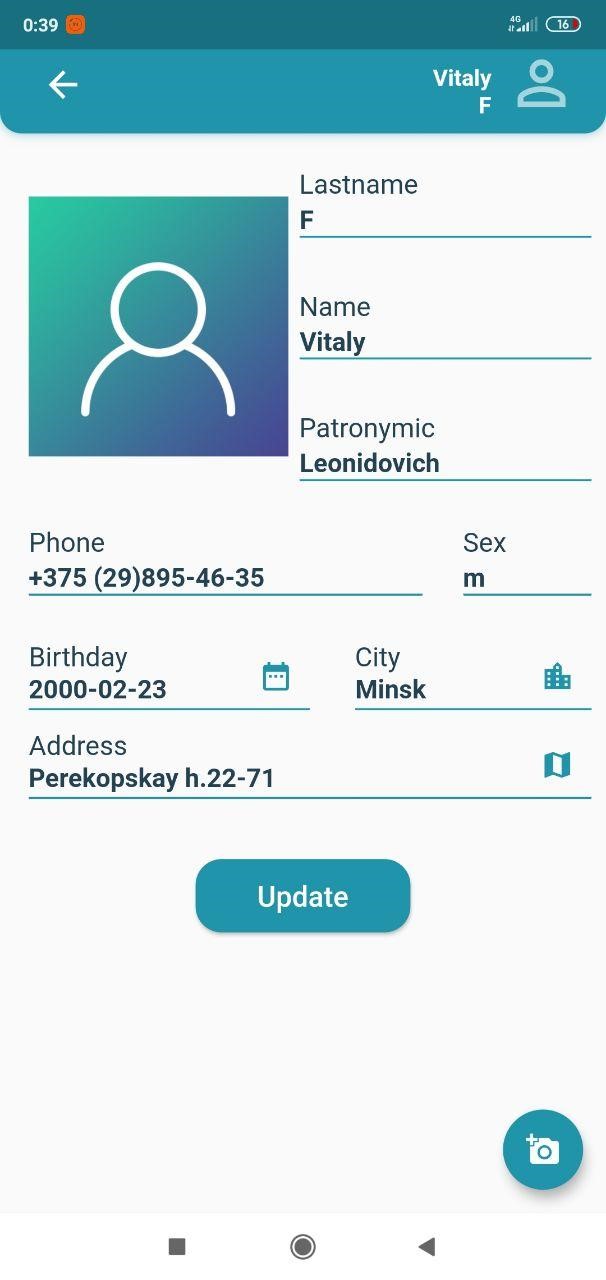 0:39
4G
16
Vitaly
F
Lastname
F
Name
Vitaly
Patronymic
Leonidovich
Phone
Sex
+375 (29)895-46-35
m
Birthday
City
2000-02-23
Minsk
Address
Perekopskay h.22-71
Update